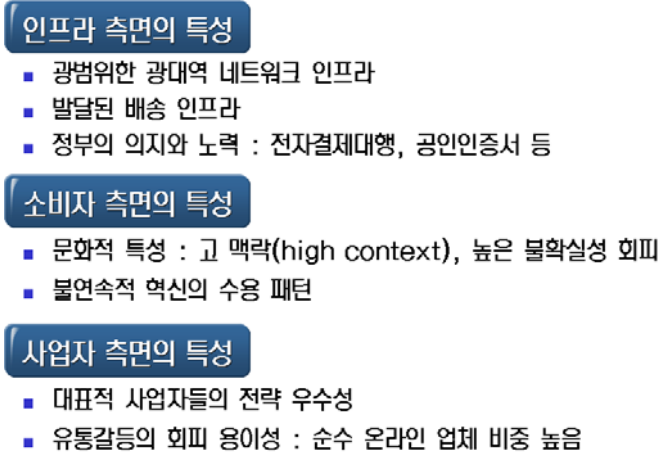 인프라 측면의 특성
광범위한 광대역 네트워크 인프라
발달된 배송 인프라
정부의 의지와 노력 : 전자결제대행, 공인인증서 등
소비자 측면의 특성
문화적 특성 : 고 맥락(high context), 높은 불확실성 회피
불연속적 혁신의 수용 패턴
사업자 측면의 특성
대표적 사업자들의 전략 우수성
유통갈등의 회피 용이성 : 순수 온라인 업체 비중 높음